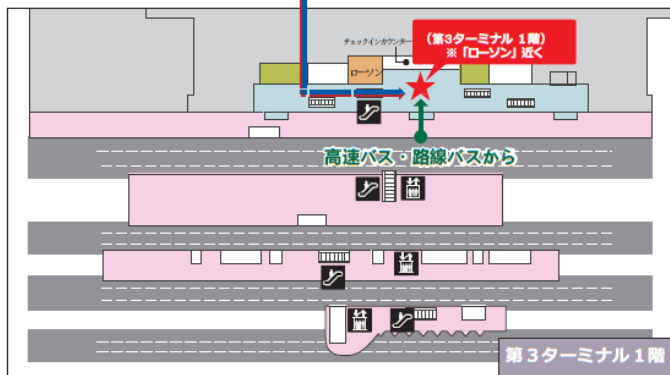 (第3ターミナル 1階)
※「ローソン」近く
チェックインカウンター
ローソン
高速バス・路線バスから
第3ターミナル1階